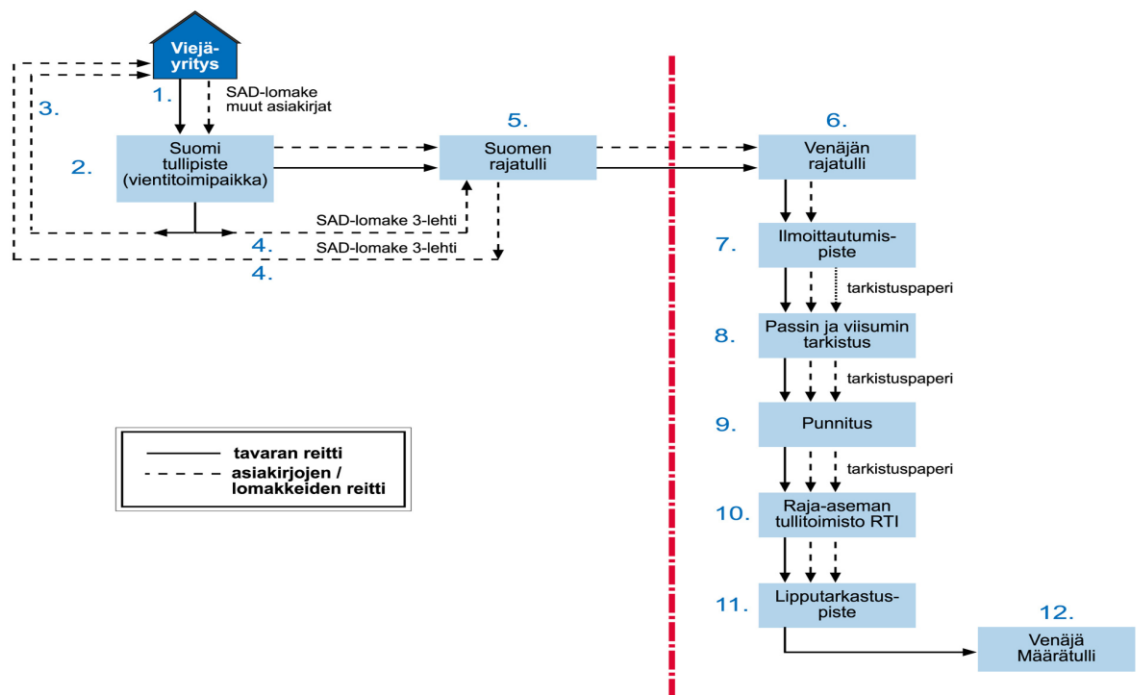 Viejä-
yritys
1.
SAD-lomake
muut asiakirjat
3.
2.
Suomi
tullipiste
(vientitoimipaikka)
5.
Suomen
rajatulli
6.
Venäjän
rajatulli
SAD-lomake 3-lehti
4.
SAD-lomake 3-lehti
4.
7.
Ilmoittautumis-
piste
tarkistuspaperi
8.
Passin ja viisumin
tarkistus
tarkistuspaperi
9.
Punnitus
tarkistuspaperi
10.
Raja-aseman
tullitoimisto RTI
11.
Lipputarkastus-
piste
12.
Venäjä
Määrätulli
tavaran reitti
asiakirjojen /
lomakkeiden reitti